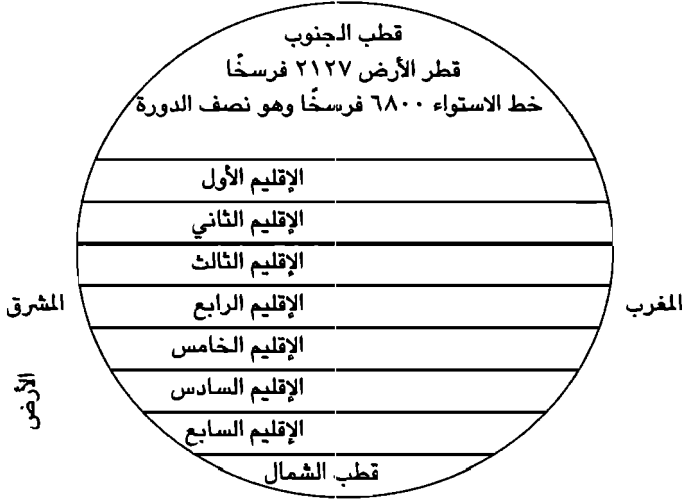 قطب الجنوب
قطر الأرض ٢١٢٧ فرسخًا
خط الاستواء ٦٨٠٠ فرسخًا وهو نصف الدورة
الإقليم الأول
الإقليم الثاني
الإقليم الثالث
المغرب
الإقليم الرابع
المشرق
الإقليم الخامس
الإقليم السادس
الأرض
الإقليم السابع
قطب الشمال